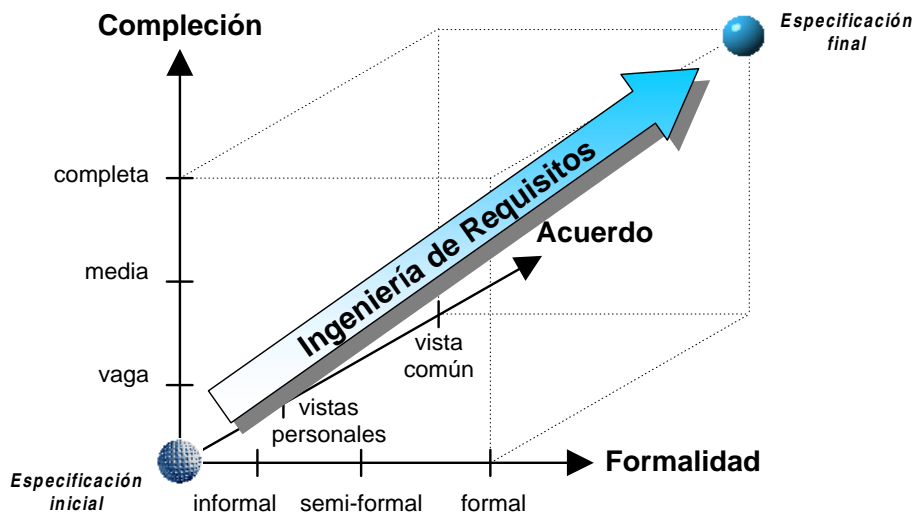 Compleción
Especificación
final
completa
media
vaga
Ingeniería de Requisitos
Acuerdo
vista
común
vistas
personales
Formalidad
Especificación
inicial
informal
semi-formal
formal